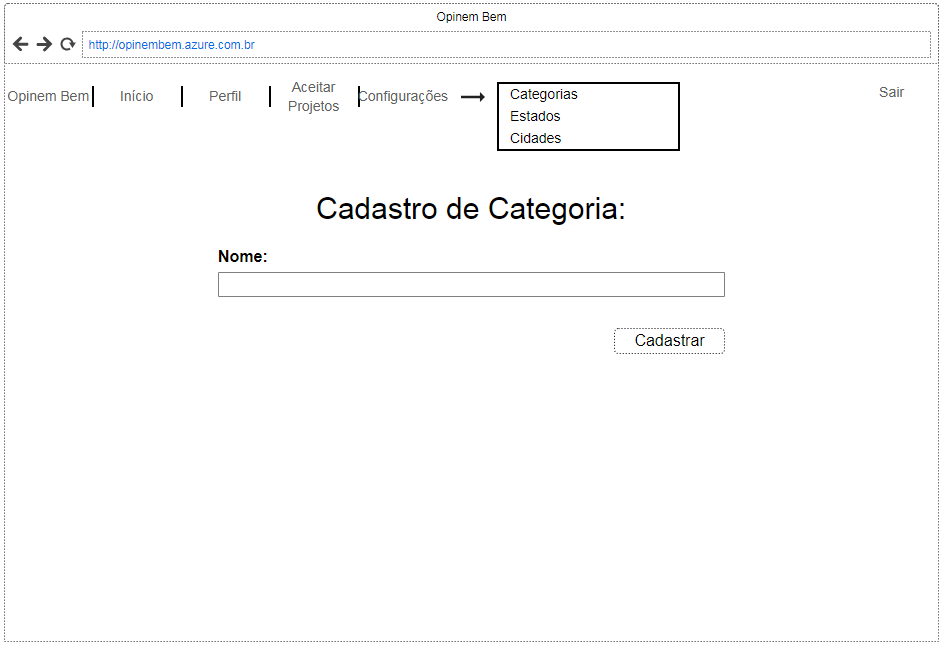 Opinem Bem
http://opinembem.azure.com.br
Opinem Bem
Início
Perfil
Aceitar
Projetos
Configurações
Categorias
Estados
Cidades
Sair
Cadastro de Categoria:
Nome:
Cadastrar